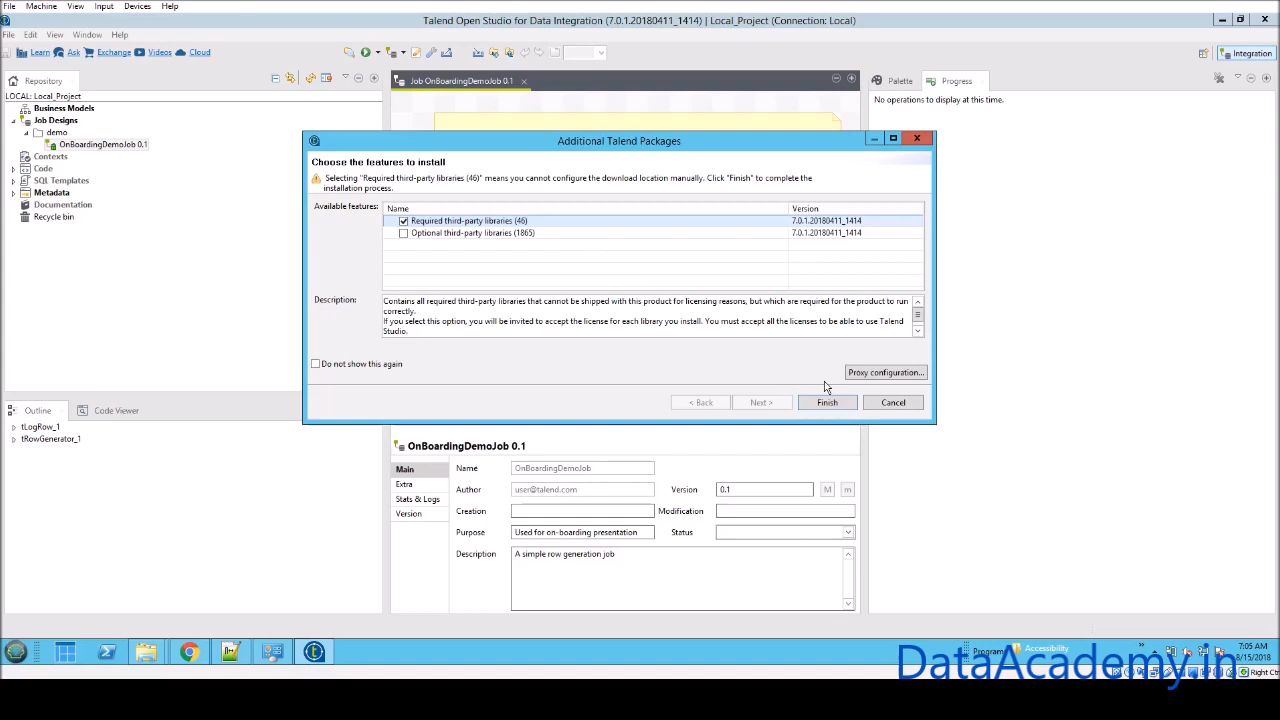 File Machine View Input Devices Help
Talend Open Studio for Data Integration (7.0.1.20180411_1414) | Local_Project (Connection: Local)
File Edit View Window Help
Learn Ask Exchange Videos Cloud
Integration
Repository
Job OnBoardingDemoJob 0.1
Palette Progress
LOCAL: Local_Project
No operations to display at this time.
Business Models
Job Designs
demo
OnBoardingDemoJob 0.1
Contexts
Code
SQL Templates
Metadata
Documentation
Recycle bin
Additional Talend Packages
Choose the features to install
Selecting "Required third-party libraries (46)" means you cannot configure the download location manually. Click "Finish" to complete the
installation process.
Available features:
Name Version
Required third-party libraries (46) 7.0.1.20180411_1414
Optional third-party libraries (1865) 7.0.1.20180411_1414
Description:
Contains all required third-party libraries that cannot be shipped with this product for licensing reasons, but which are required for the product to run
correctly.
If you select this option, you will be invited to accept the license for each library you install. You must accept all the licenses to be able to use Talend
Studio.
Do not show this again
Proxy configuration...
< Back Next > Finish Cancel
Outline Code Viewer
tLogRow_1
tRowGenerator_1
OnBoardingDemoJob 0.1
Main
Extra
Stats & Logs
Version
Name OnBoardingDemoJob
Author user@talend.com Version 0.1 M m
Creation Modification
Purpose Used for on-boarding presentation Status
Description A simple row generation job
Accessibility
7:05 AM
8/15/2018
DataAcademy.in
Right Ctrl